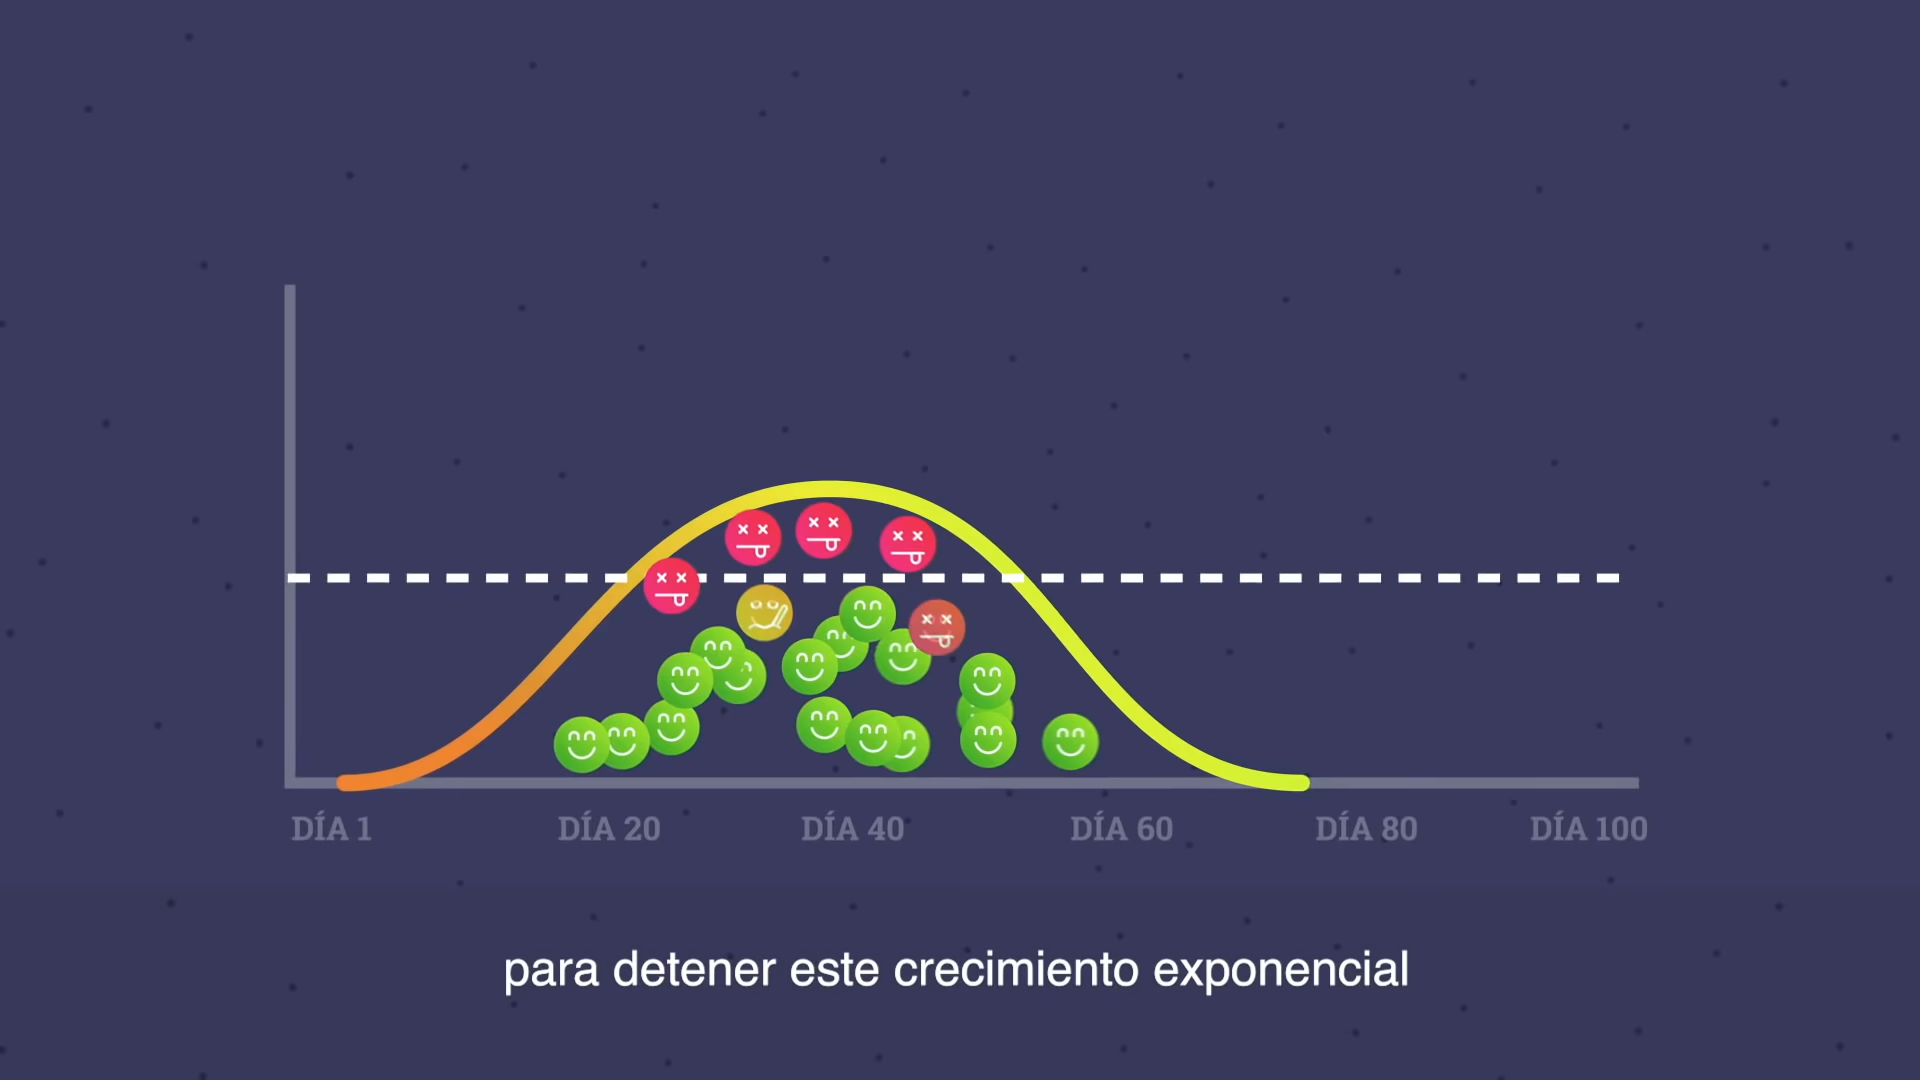 DÍA 1 DÍA 20 DÍA 40 DÍA 60 DÍA 80 DÍA 100
para detener este crecimiento exponencial